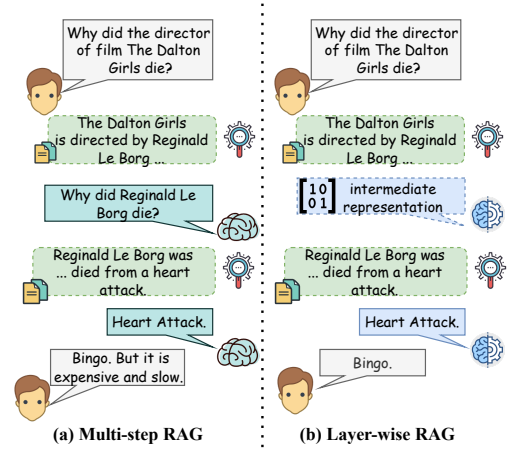 Why did the director
of film The Dalton
Girls die?
The Dalton Girls
is directed by Reginald
Le Borg ...
Why did Reginald Le
Borg die?
Reginald Le Borg was
... died from a heart
attack.
Heart Attack.
Bingo. But it is
expensive and slow.
(a) Multi-step RAG
Why did the director
of film The Dalton
Girls die?
The Dalton Girls
is directed by Reginald
Le Borg ...
1 0
0 1
intermediate
representation
Reginald Le Borg was
... died from a heart
attack.
Heart Attack.
Bingo.
(b) Layer-wise RAG